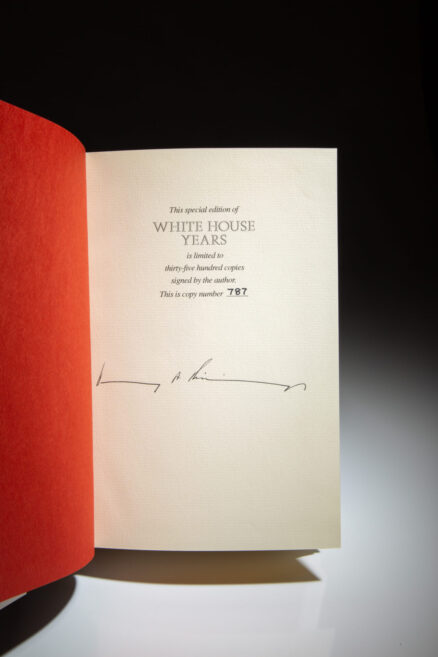 This special edition of
WHITE HOUSE
YEARS
is limited to
thirty-five hundred copies
signed by the author.
This is copy number 787